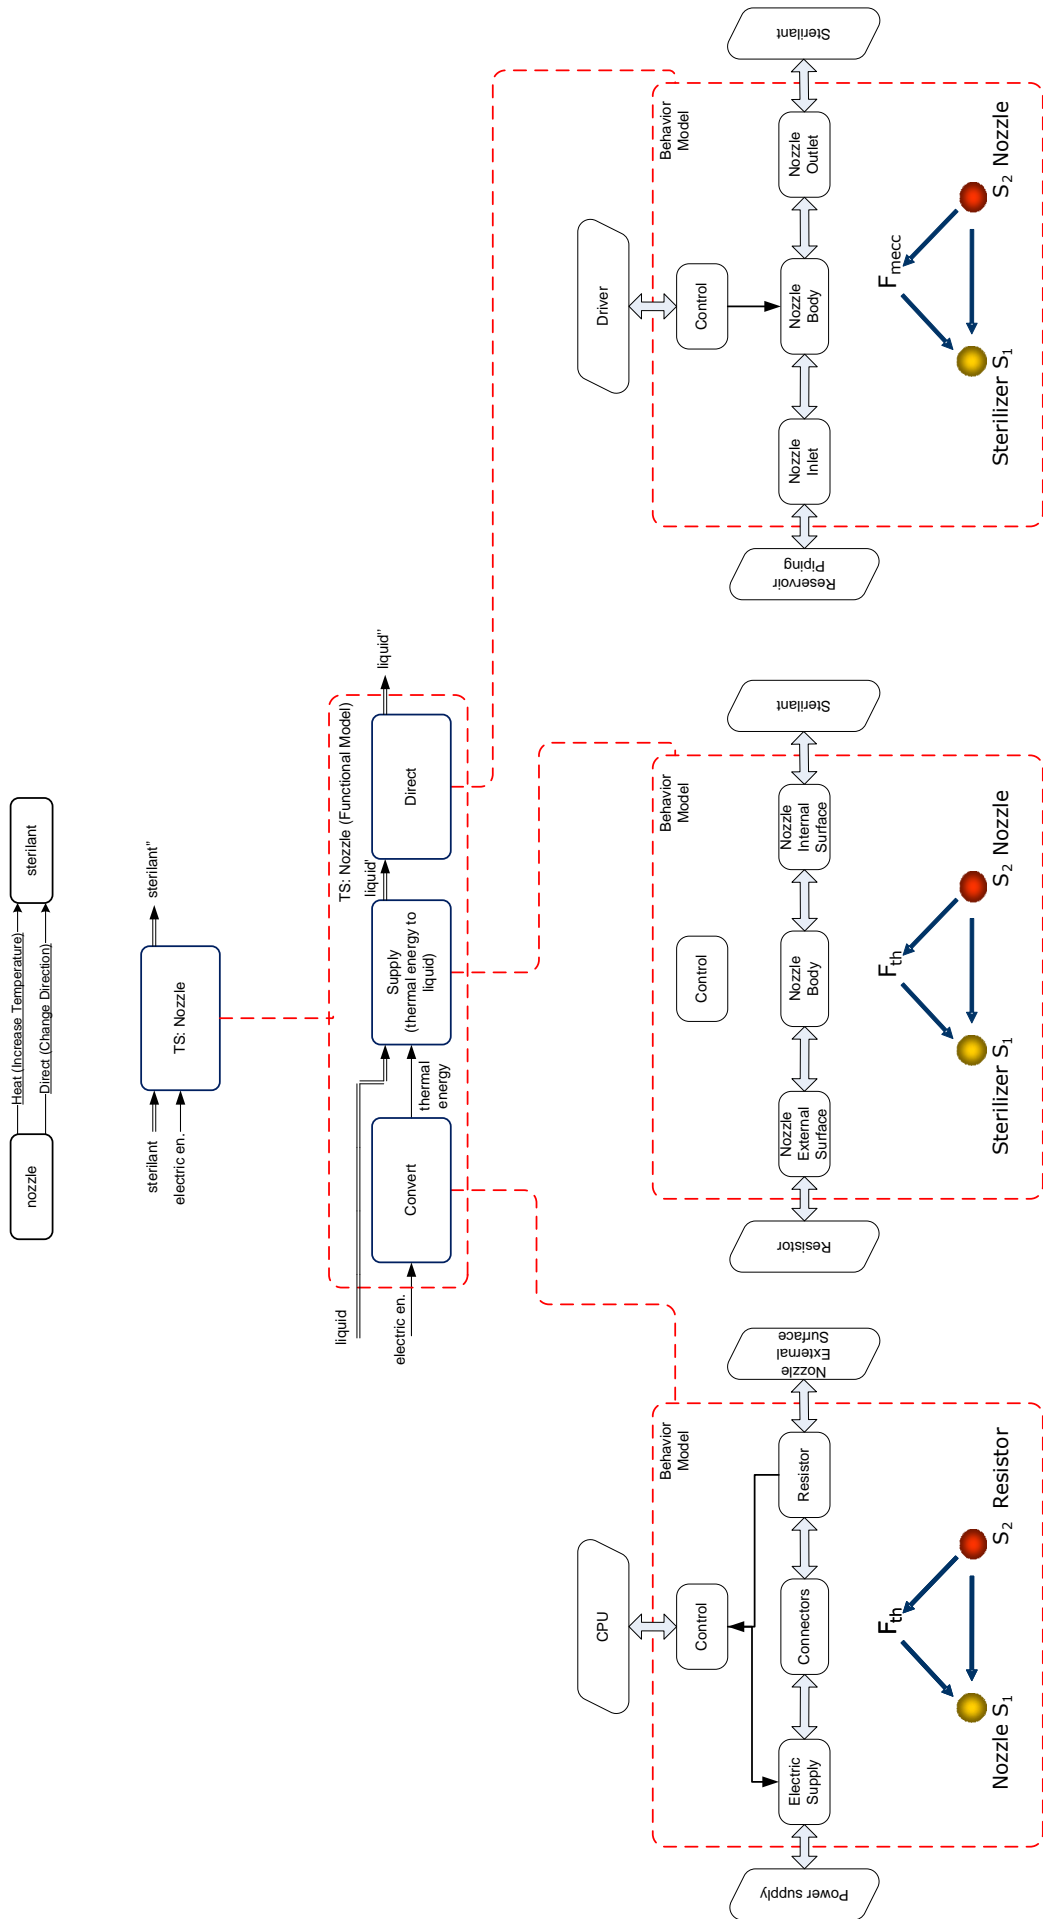 nozzle
Heat (Increase Temperature)
Direct (Change Direction)
sterilant
sterilant
electric en.
TS: Nozzle
sterilant''
TS: Nozzle (Functional Model)
liquid
electric en.
Convert
thermal
energy
Supply
(thermal energy to
liquid)
liquid'
Direct
liquid''
CPU
Behavior
Model
Control
Power supply
Electric
Supply
Connectors
Resistor
Nozzle
External
Surface
F_th
Nozzle S₁
S₂ Resistor
Behavior
Model
Control
Resistor
Nozzle
External
Surface
Nozzle
Body
Nozzle
Internal
Surface
Sterilant
F_th
Sterilizer S₁
S₂ Nozzle
Driver
Behavior
Model
Control
Reservoir
Piping
Nozzle
Inlet
Nozzle
Body
Nozzle
Outlet
Sterilant
F_mecc
Sterilizer S₁
S₂ Nozzle